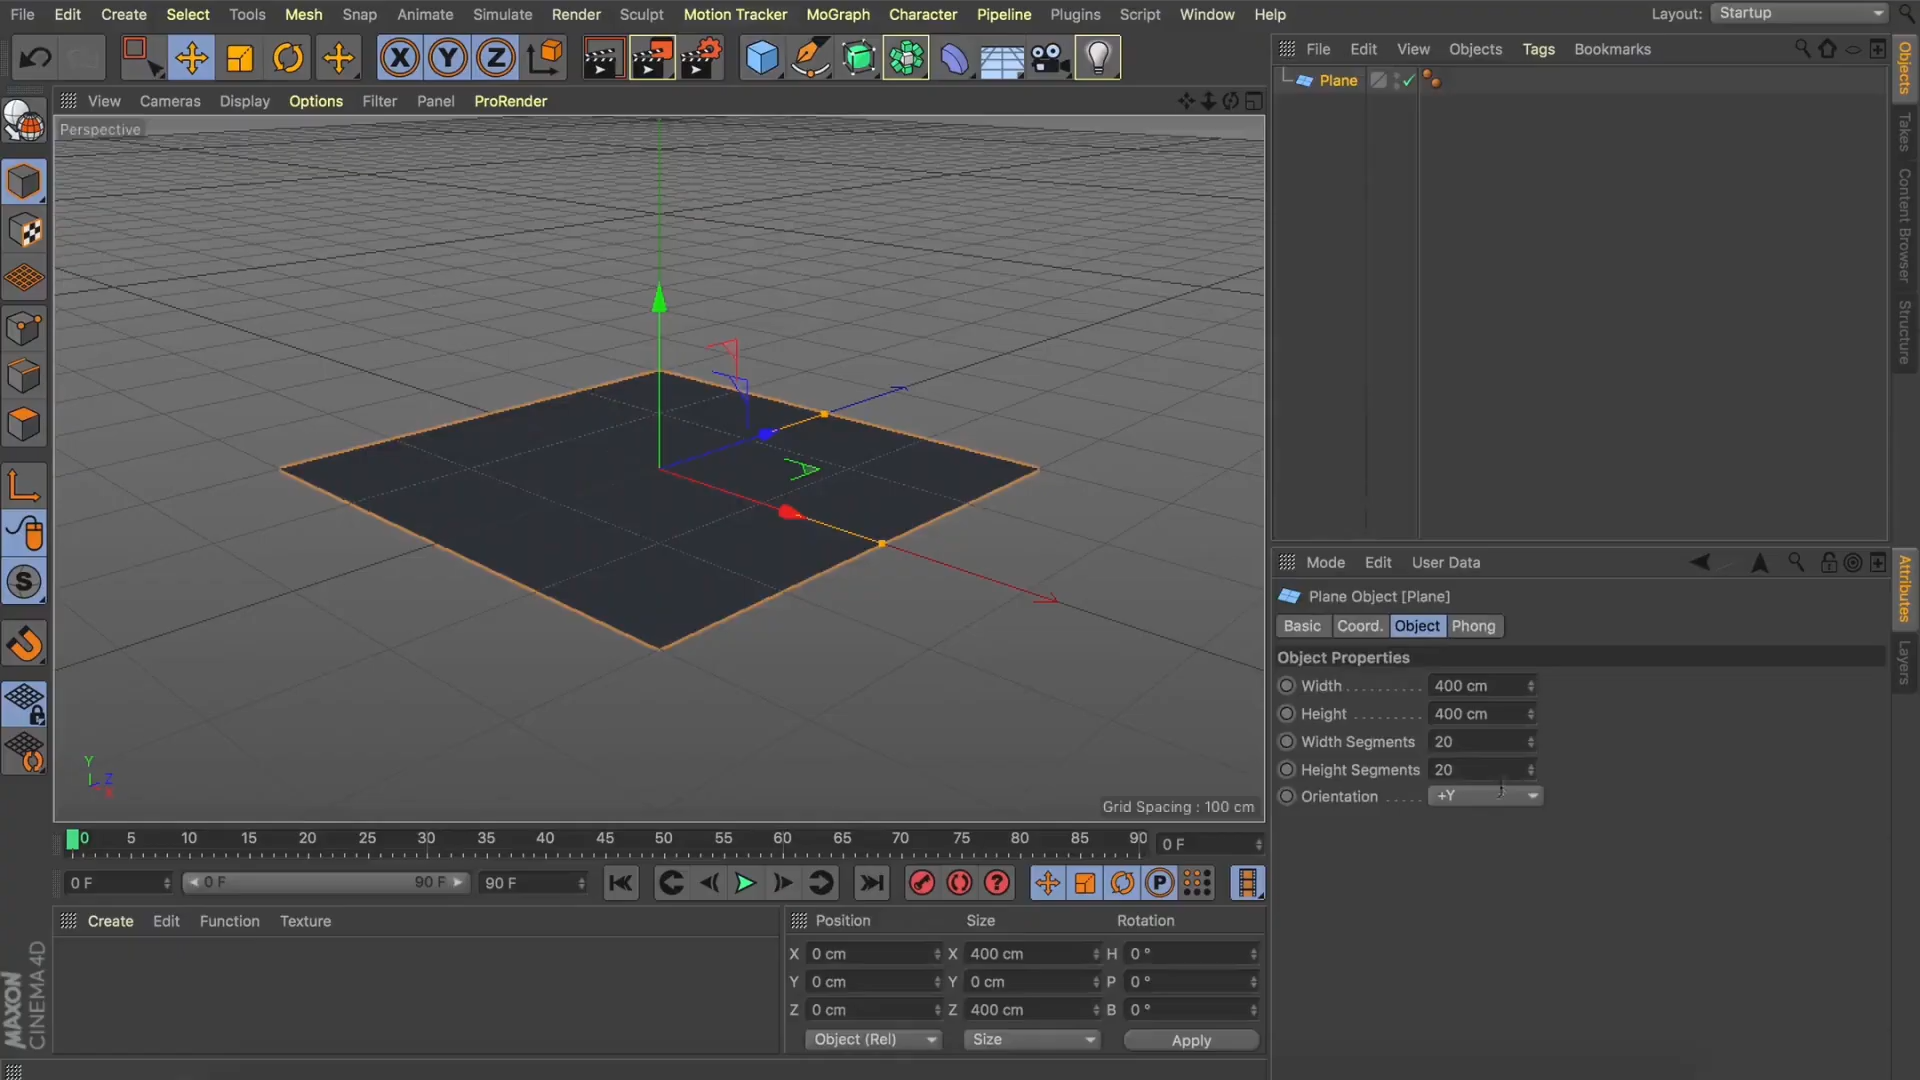 File Edit Create Select Tools Mesh Snap Animate Simulate Render Sculpt Motion Tracker MoGraph Character Pipeline Plugins Script Window Help Layout: Startup
X Y Z
File Edit View Objects Tags Bookmarks
Plane
View Cameras Display Options Filter Panel ProRender
Perspective
Y
Z
X
Grid Spacing : 100 cm
S
Objects
Takes
Content Browser
Structure
Attributes
Layers
Mode Edit User Data
Plane Object [Plane]
Basic Coord. Object Phong
Object Properties
Width 400 cm
Height 400 cm
Width Segments 20
Height Segments 20
Orientation +Y
0 5 10 15 20 25 30 35 40 45 50 55 60 65 70 75 80 85 90 0 F
0 F 0 F 90 F 90 F ? P
Create Edit Function Texture
Position Size Rotation
X 0 cm X 400 cm H 0 °
Y 0 cm Y 0 cm P 0 °
Z 0 cm Z 400 cm B 0 °
Object (Rel) Size Apply
MAXON
CINEMA 4D